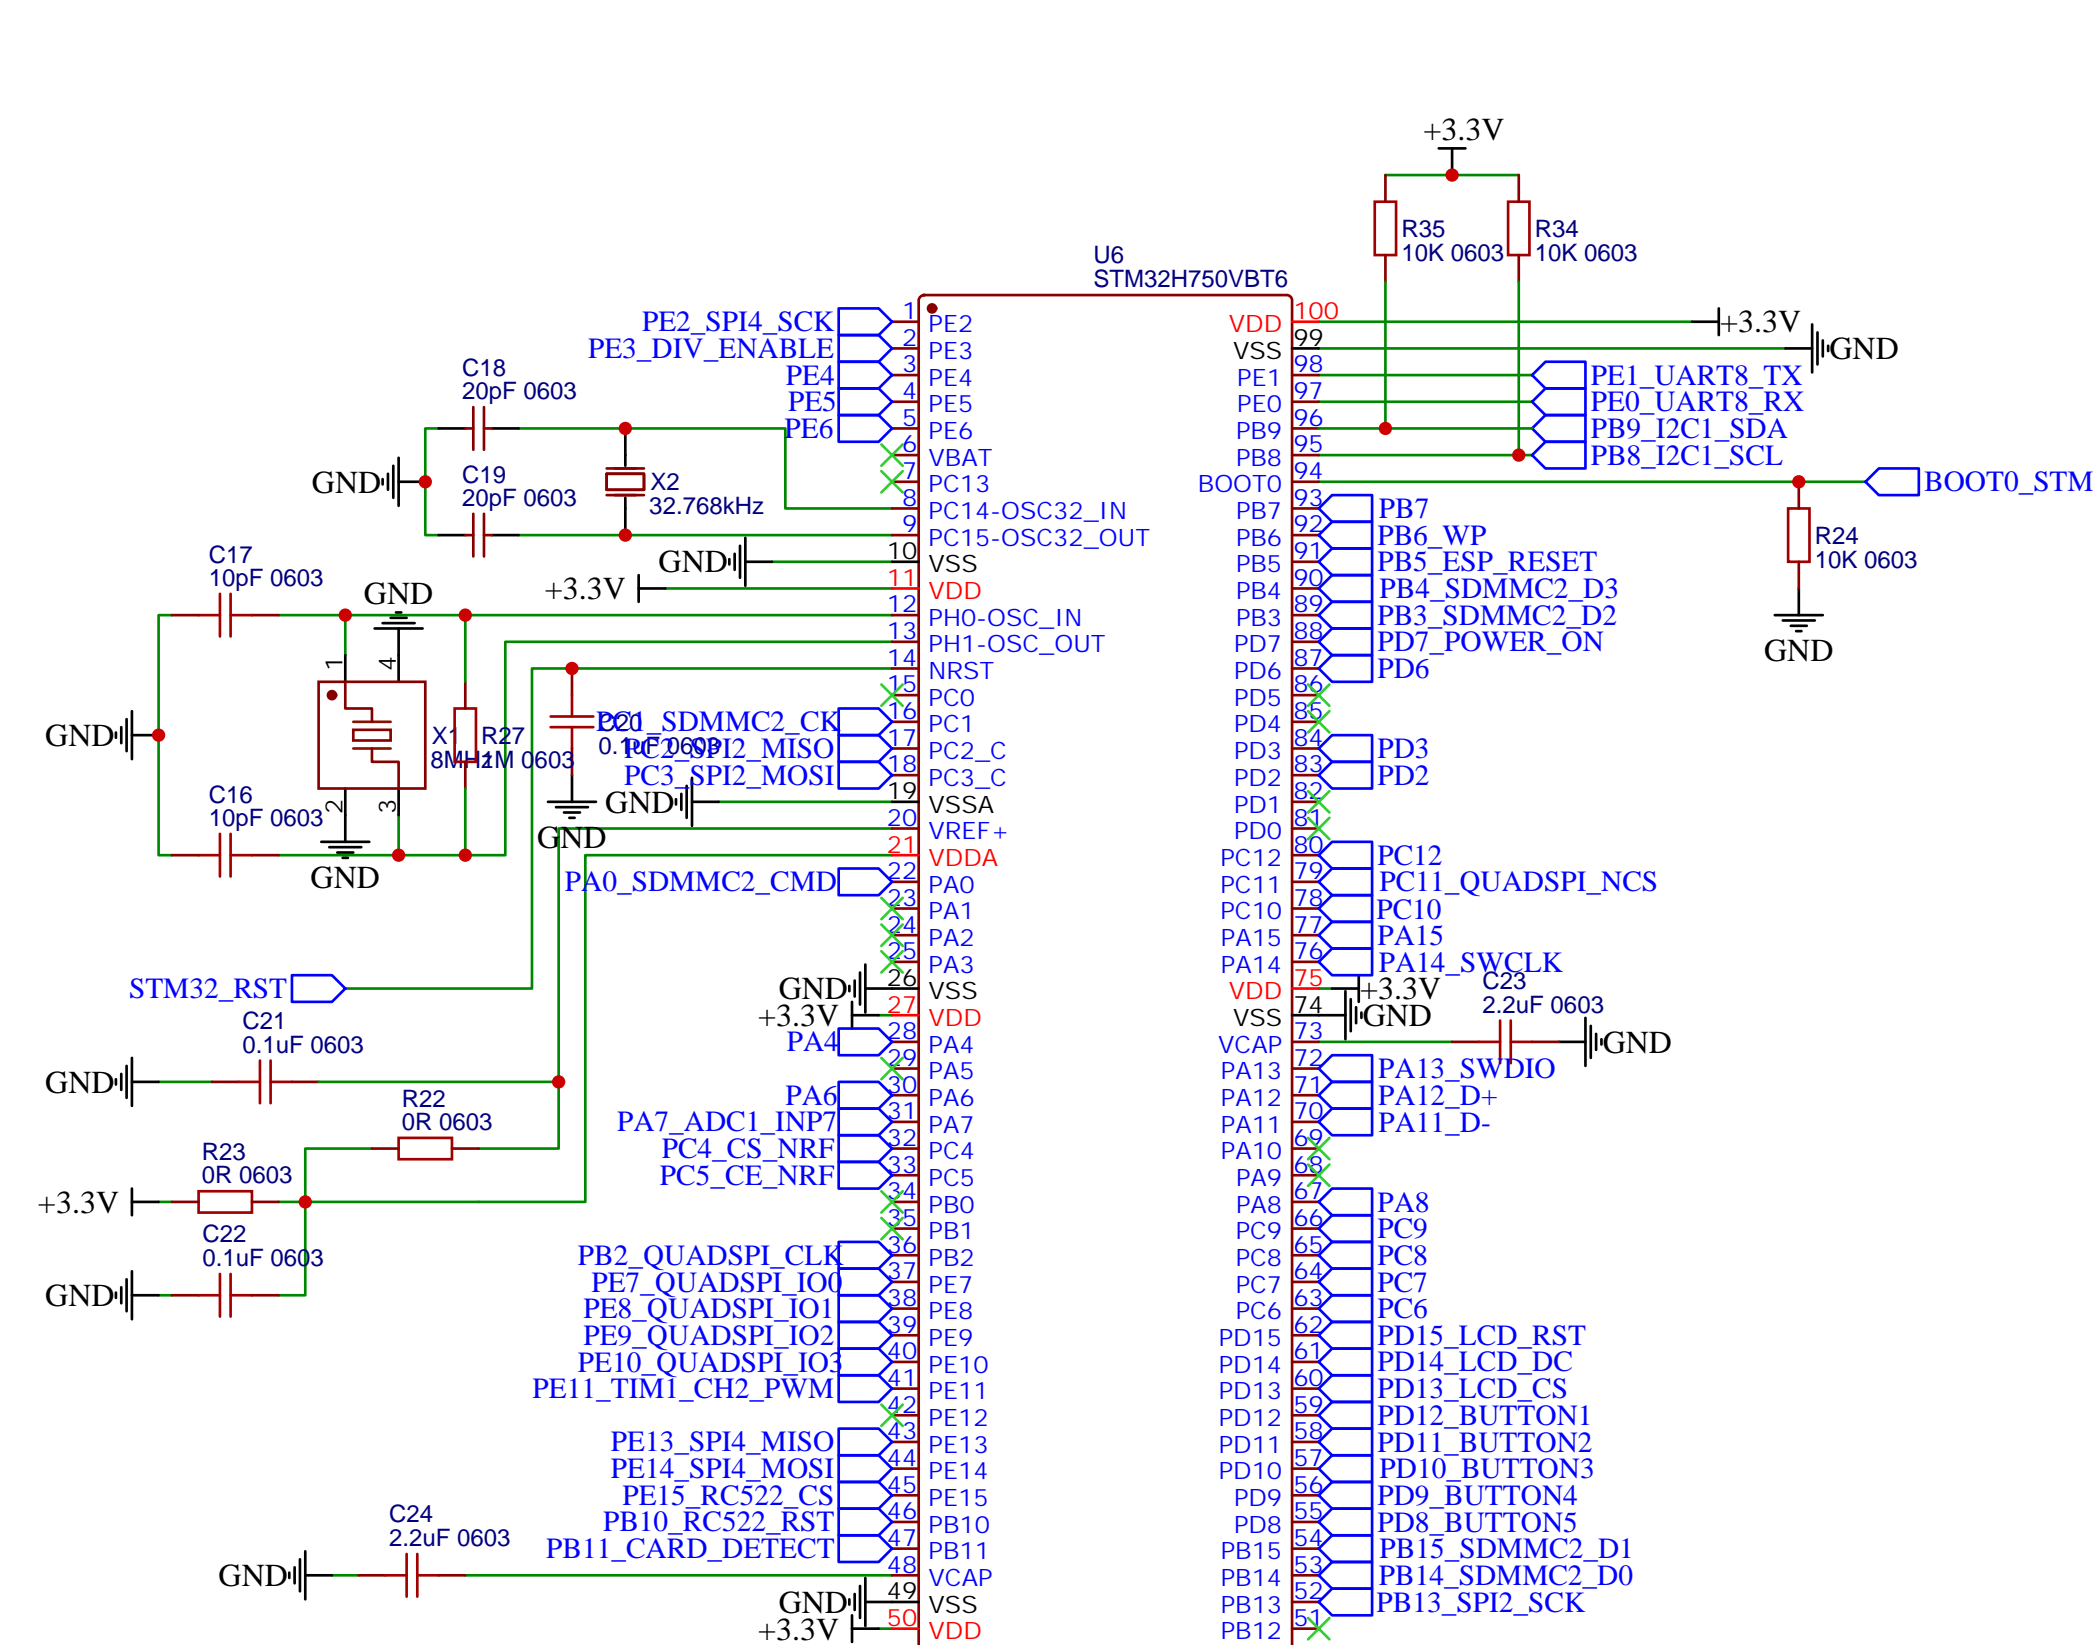 +3.3V
R35
10K 0603
R34
10K 0603
U6
STM32H750VBT6
PE2_SPI4_SCK 1 PE2
PE3_DIV_ENABLE 2 PE3
PE4 3 PE4
PE5 4 PE5
PE6 5 PE6
6 VBAT
7 PC13
8 PC14-OSC32_IN
9 PC15-OSC32_OUT
GND 10 VSS
+3.3V 11 VDD
12 PH0-OSC_IN
13 PH1-OSC_OUT
14 NRST
15 PC0
PC1_SDMMC2_CK 16 PC1
PC2_SPI2_MISO 17 PC2_C
PC3_SPI2_MOSI 18 PC3_C
GND 19 VSSA
20 VREF+
21 VDDA
PA0_SDMMC2_CMD 22 PA0
23 PA1
24 PA2
25 PA3
GND 26 VSS
+3.3V 27 VDD
PA4 28 PA4
29 PA5
PA6 30 PA6
PA7_ADC1_INP7 31 PA7
PC4_CS_NRF 32 PC4
PC5_CE_NRF 33 PC5
34 PB0
35 PB1
PB2_QUADSPI_CLK 36 PB2
PE7_QUADSPI_IO0 37 PE7
PE8_QUADSPI_IO1 38 PE8
PE9_QUADSPI_IO2 39 PE9
PE10_QUADSPI_IO3 40 PE10
PE11_TIM1_CH2_PWM 41 PE11
42 PE12
PE13_SPI4_MISO 43 PE13
PE14_SPI4_MOSI 44 PE14
PE15_RC522_CS 45 PE15
PB10_RC522_RST 46 PB10
PB11_CARD_DETECT 47 PB11
48 VCAP
GND 49 VSS
+3.3V 50 VDD
VDD 100 +3.3V
VSS 99 GND
PE1 98 PE1_UART8_TX
PE0 97 PE0_UART8_RX
PB9 96 PB9_I2C1_SDA
PB8 95 PB8_I2C1_SCL
BOOT0 94 BOOT0_STM
PB7 93 PB7
PB6 92 PB6_WP
PB5 91 PB5_ESP_RESET
PB4 90 PB4_SDMMC2_D3
PB3 89 PB3_SDMMC2_D2
PD7 88 PD7_POWER_ON
PD6 87 PD6
PD5 86
PD4 85
PD3 84 PD3
PD2 83 PD2
PD1 82
PD0 81
PC12 80 PC12
PC11 79 PC11_QUADSPI_NCS
PC10 78 PC10
PA15 77 PA15
PA14 76 PA14_SWCLK
VDD 75 +3.3V
VSS 74 GND
VCAP 73
PA13 72 PA13_SWDIO
PA12 71 PA12_D+
PA11 70 PA11_D-
PA10 69
PA9 68
PA8 67 PA8
PC9 66 PC9
PC8 65 PC8
PC7 64 PC7
PC6 63 PC6
PD15 62 PD15_LCD_RST
PD14 61 PD14_LCD_DC
PD13 60 PD13_LCD_CS
PD12 59 PD12_BUTTON1
PD11 58 PD11_BUTTON2
PD10 57 PD10_BUTTON3
PD9 56 PD9_BUTTON4
PD8 55 PD8_BUTTON5
PB15 54 PB15_SDMMC2_D1
PB14 53 PB14_SDMMC2_D0
PB13 52 PB13_SPI2_SCK
PB12 51
R24
10K 0603
GND
C23
2.2uF 0603
GND
C18
20pF 0603
GND
C19
20pF 0603
X2
32.768kHz
C17
10pF 0603
GND
1
4
GND
X1
8MHz
R27
1M 0603
C20
0.1uF 0603
GND
C16
10pF 0603
2
3
GND
STM32_RST
C21
0.1uF 0603
GND
R22
0R 0603
R23
0R 0603
+3.3V
C22
0.1uF 0603
GND
C24
2.2uF 0603
GND